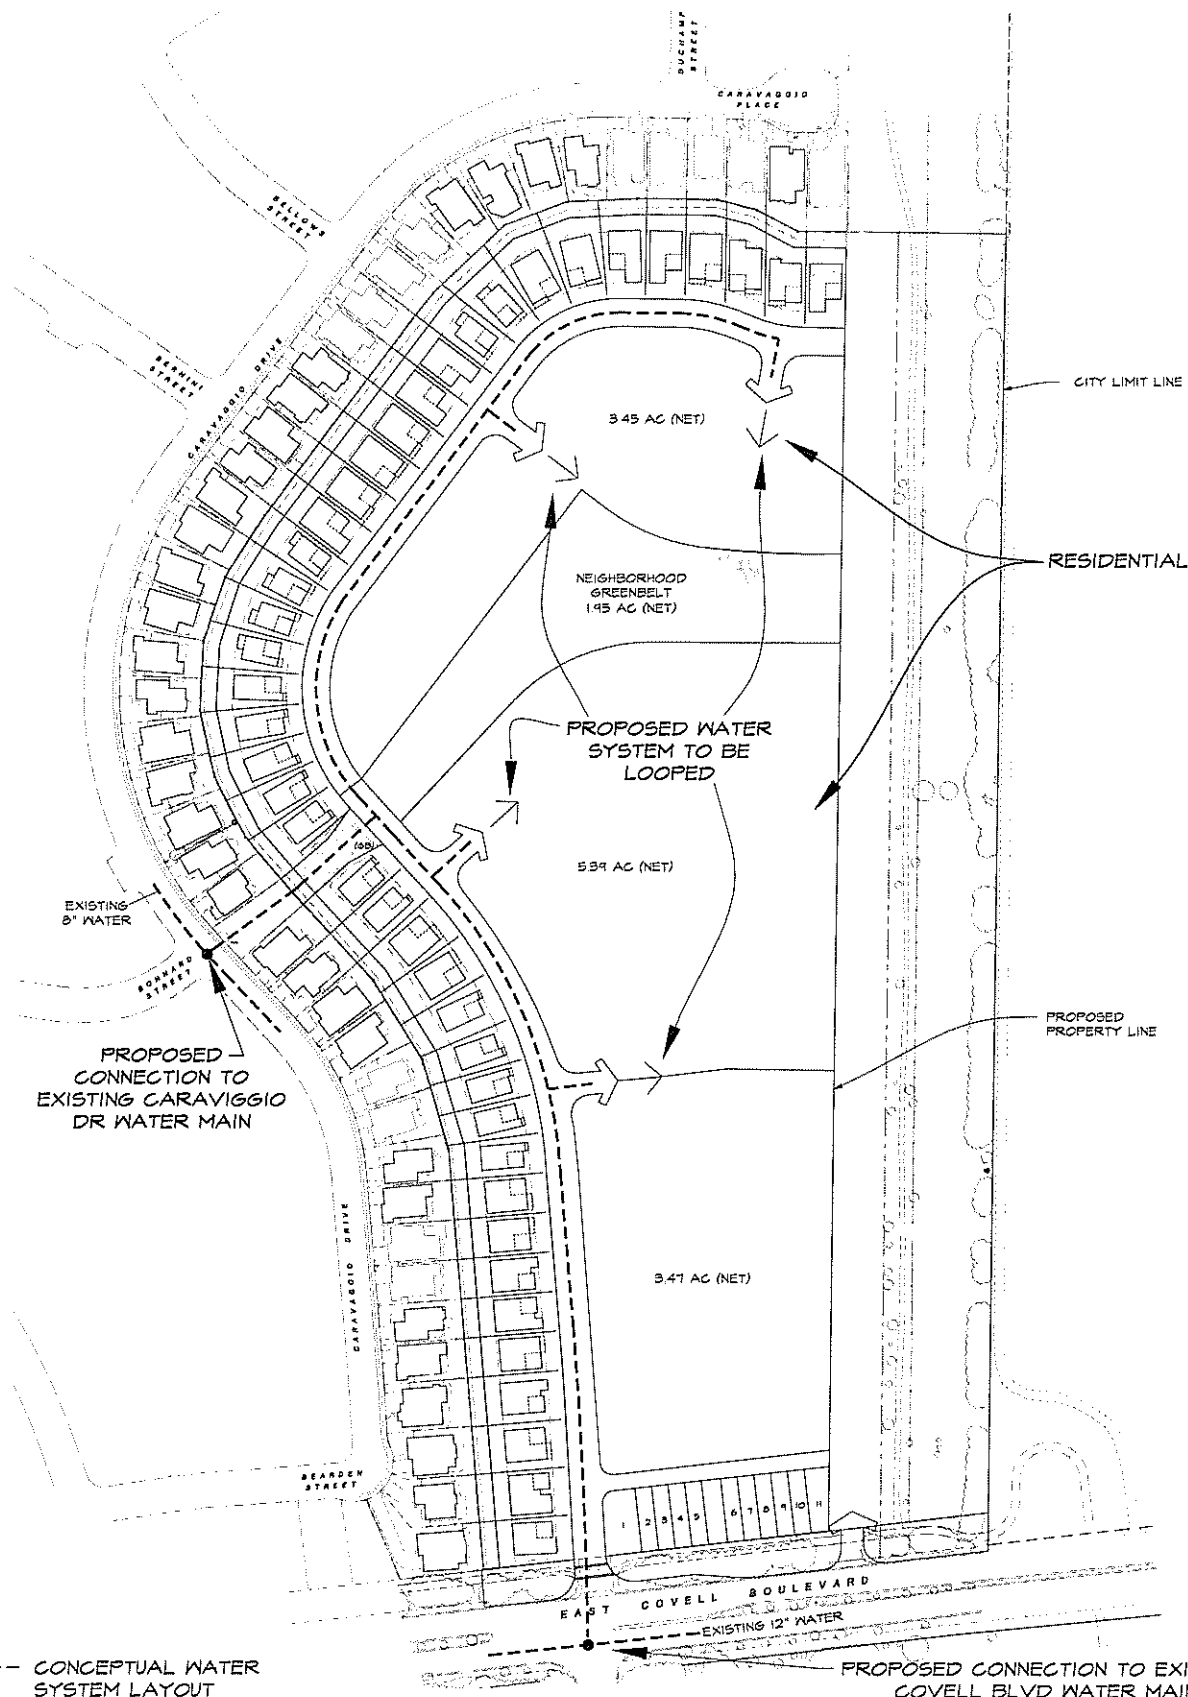 DUCHAMP
STREET
CARAVAGGIO
PLACE
BELLOWS
STREET
BERNINI
STREET
CARAVAGGIO DRIVE
CITY LIMIT LINE
3.45 AC (NET)
RESIDENTIAL
NEIGHBORHOOD
GREENBELT
1.95 AC (NET)
PROPOSED WATER
SYSTEM TO BE
LOOPED
(GB)
5.39 AC (NET)
EXISTING
8" WATER
BONNARD
STREET
PROPOSED
PROPERTY LINE
PROPOSED
CONNECTION TO
EXISTING CARAVIGGIO
DR WATER MAIN
CARAVAGGIO DRIVE
3.47 AC (NET)
BEARDEN
STREET
1 2 3 4 5 6 7 8 9 10 11
EAST COVELL BOULEVARD
EXISTING 12" WATER
CONCEPTUAL WATER
SYSTEM LAYOUT
PROPOSED CONNECTION TO EXI
COVELL BLVD WATER MAI